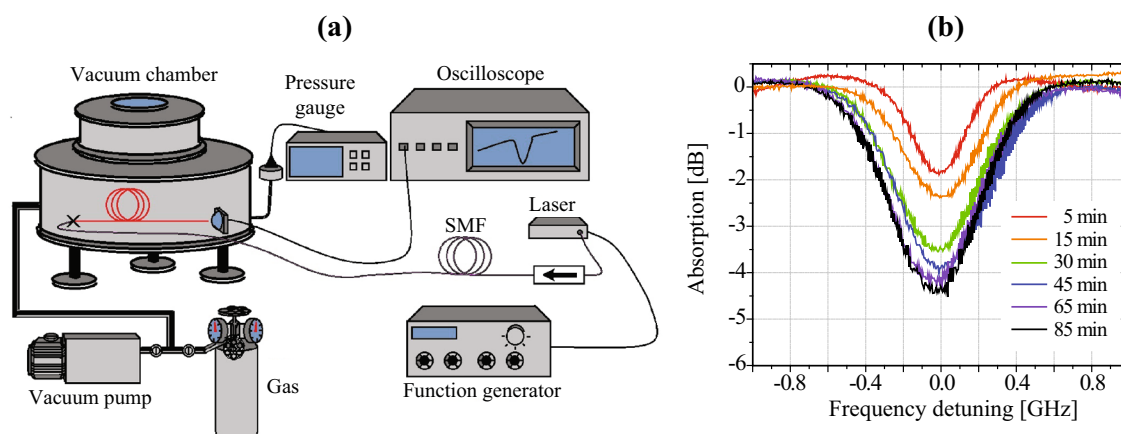 (a)
Vacuum chamber
Pressure
gauge
Oscilloscope
Laser
SMF
Vacuum pump
Gas
Function generator
(b)
0
-1
-2
-3
-4
-5
-6
Absorption [dB]
5 min
15 min
30 min
45 min
65 min
85 min
-0.8
-0.4
0.0
0.4
0.8
Frequency detuning [GHz]